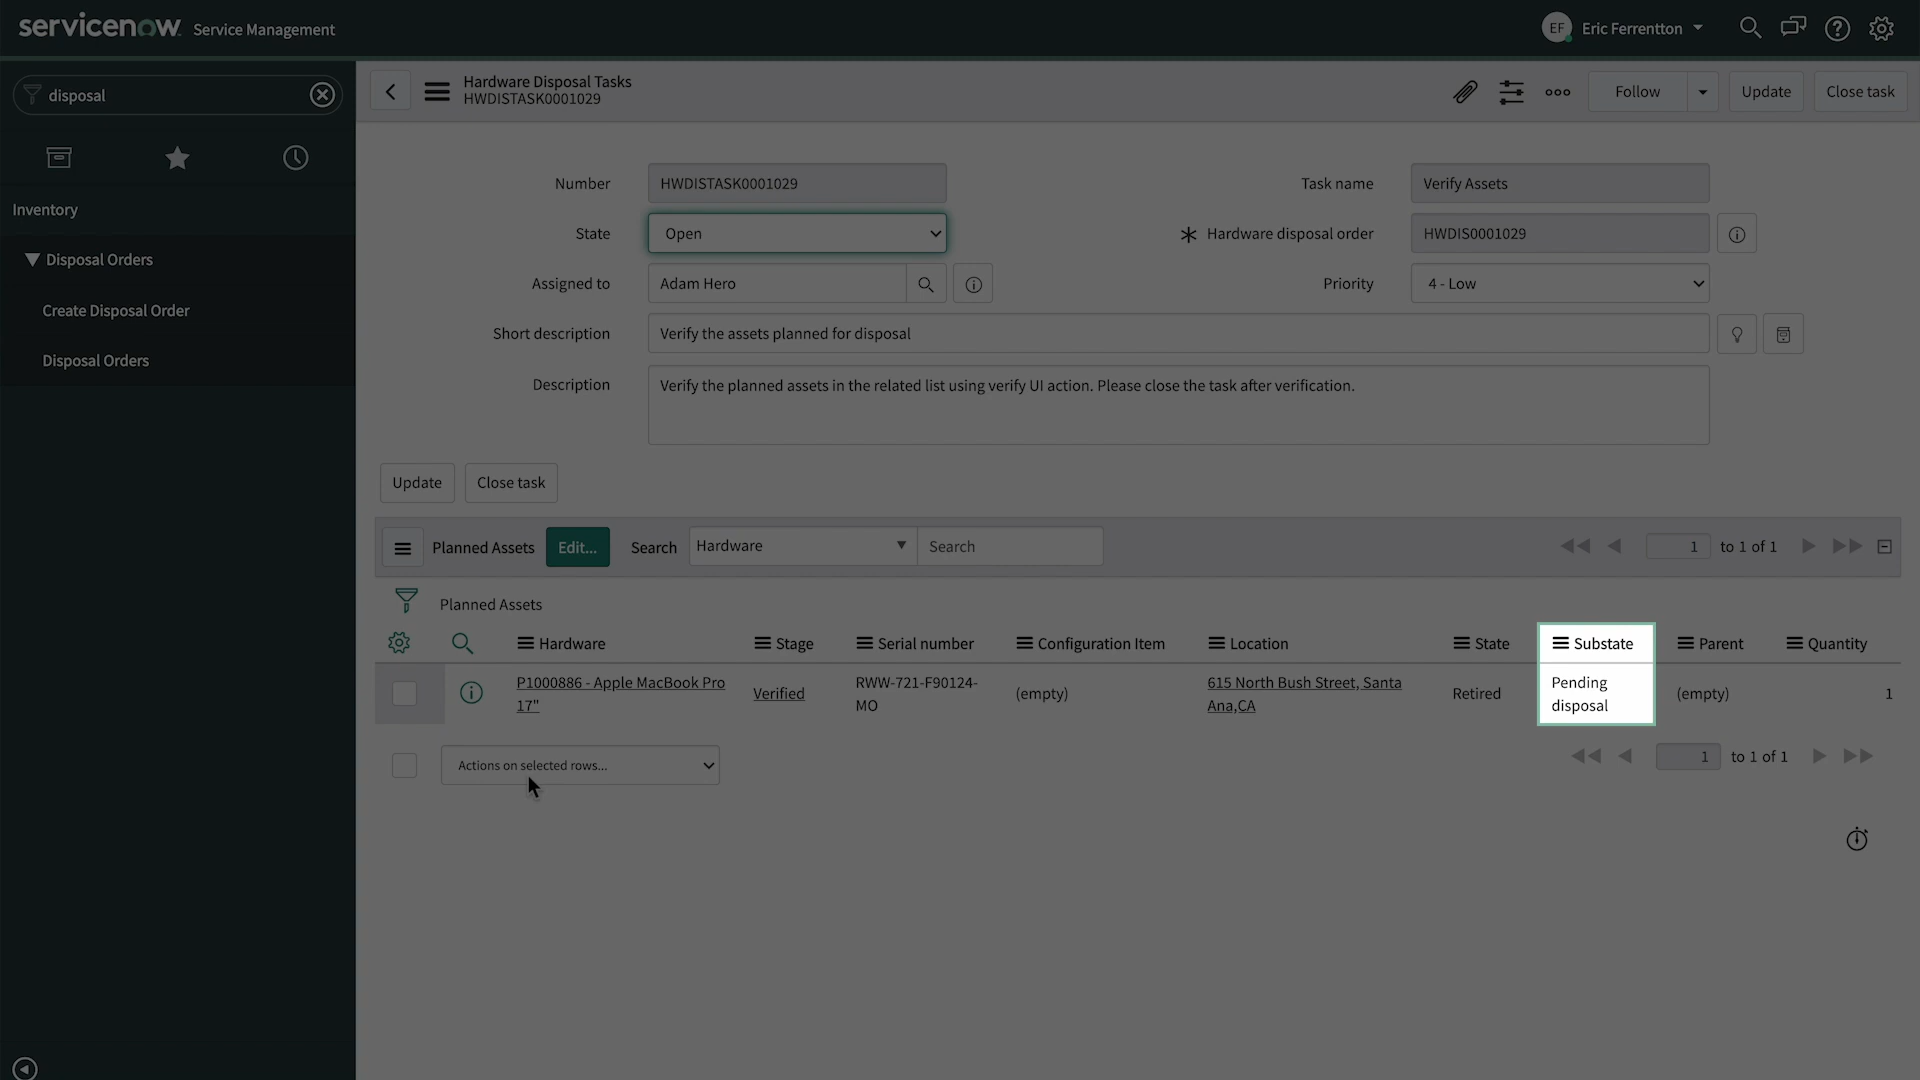 servicenow Service Management
EF Eric Ferrentton
disposal
Inventory
Disposal Orders
Create Disposal Order
Disposal Orders
Hardware Disposal Tasks
HWDISTASK0001029
Follow Update Close task
Number HWDISTASK0001029
Task name Verify Assets
State Open
Hardware disposal order HWDIS0001029
Assigned to Adam Hero
Priority 4 - Low
Short description Verify the assets planned for disposal
Description Verify the planned assets in the related list using verify UI action. Please close the task after verification.
Update Close task
Planned Assets Edit... Search Hardware Search 1 to 1 of 1
Planned Assets
Hardware Stage Serial number Configuration Item Location State Substate Parent Quantity
P1000886 - Apple MacBook Pro 17" Verified RWW-721-F90124-MO (empty) 615 North Bush Street, Santa Ana,CA Retired Pending disposal (empty) 1
Actions on selected rows... 1 to 1 of 1